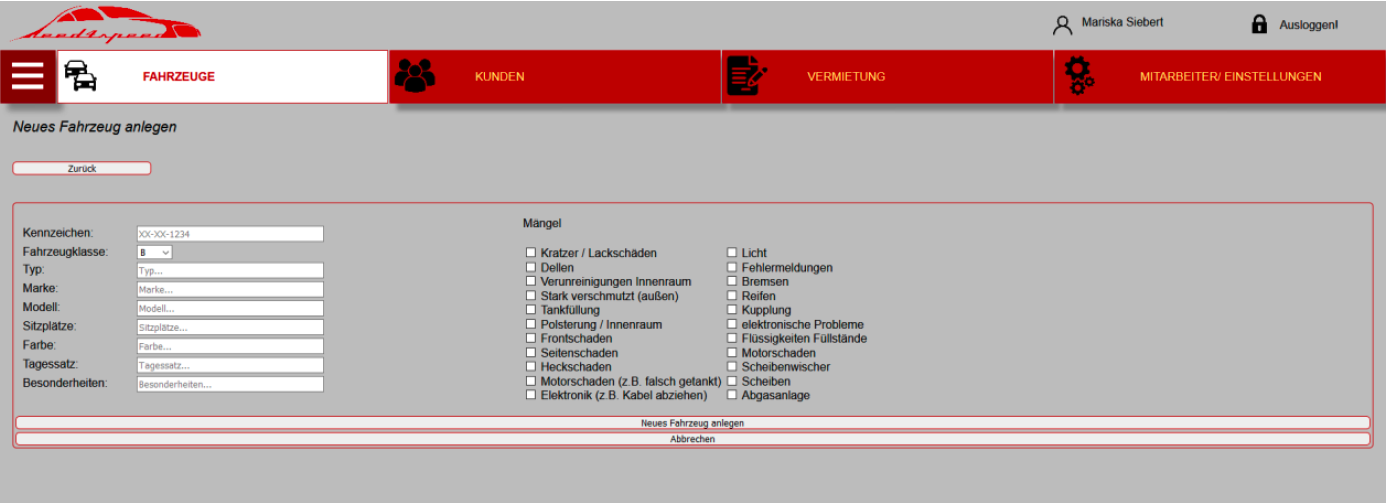 need4speed
Mariska Siebert
Ausloggen!
FAHRZEUGE
KUNDEN
VERMIETUNG
MITARBEITER/ EINSTELLUNGEN
Neues Fahrzeug anlegen
Zurück
Kennzeichen: XX-XX-1234
Fahrzeugklasse: B
Typ: Typ...
Marke: Marke...
Modell: Modell...
Sitzplätze: Sitzplätze...
Farbe: Farbe...
Tagessatz: Tagessatz...
Besonderheiten: Besonderheiten...
Mängel
Kratzer / Lackschäden
Dellen
Verunreinigungen Innenraum
Stark verschmutzt (außen)
Tankfüllung
Polsterung / Innenraum
Frontschaden
Seitenschaden
Heckschaden
Motorschaden (z.B. falsch getankt)
Elektronik (z.B. Kabel abziehen)
Licht
Fehlermeldungen
Bremsen
Reifen
Kupplung
elektronische Probleme
Flüssigkeiten Füllstände
Motorschaden
Scheibenwischer
Scheiben
Abgasanlage
Neues Fahrzeug anlegen
Abbrechen